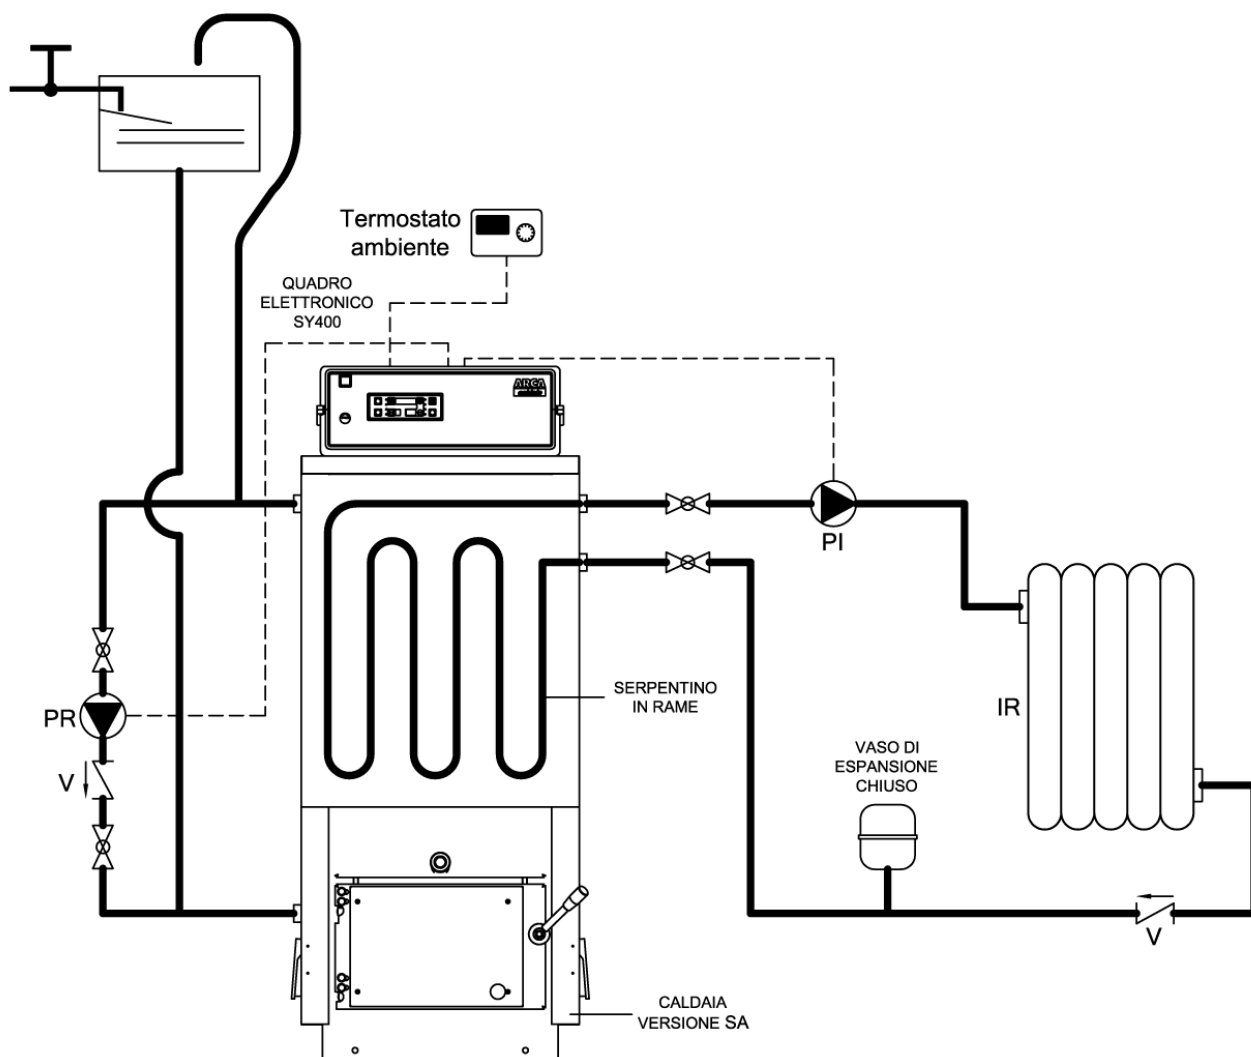 Termostato
ambiente
QUADRO
ELETTRONICO
SY400
ARCA
PI
SERPENTINO
IN RAME
PR
IR
V
VASO DI
ESPANSIONE
CHIUSO
V
CALDAIA
VERSIONE SA